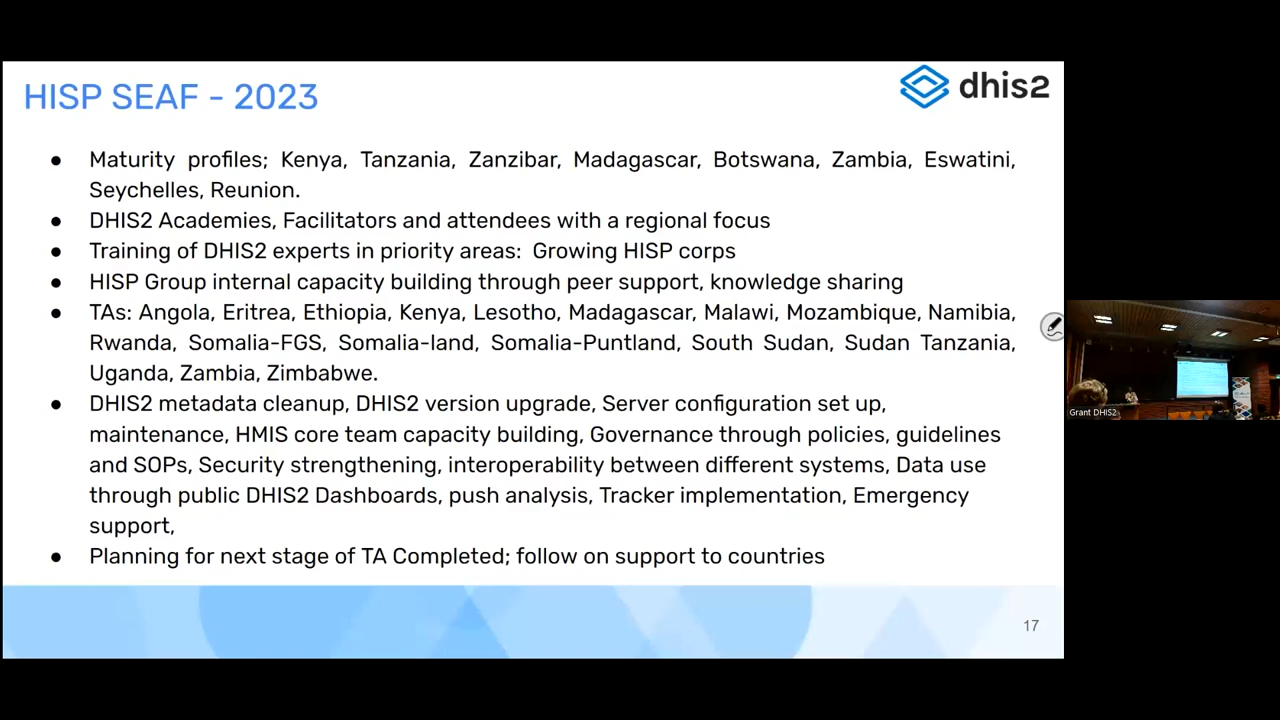 HISP SEAF - 2023
dhis2
● Maturity profiles; Kenya, Tanzania, Zanzibar, Madagascar, Botswana, Zambia, Eswatini,
Seychelles, Reunion.
● DHIS2 Academies, Facilitators and attendees with a regional focus
● Training of DHIS2 experts in priority areas: Growing HISP corps
● HISP Group internal capacity building through peer support, knowledge sharing
● TAs: Angola, Eritrea, Ethiopia, Kenya, Lesotho, Madagascar, Malawi, Mozambique, Namibia,
Rwanda, Somalia-FGS, Somalia-land, Somalia-Puntland, South Sudan, Sudan Tanzania,
Uganda, Zambia, Zimbabwe.
● DHIS2 metadata cleanup, DHIS2 version upgrade, Server configuration set up,
maintenance, HMIS core team capacity building, Governance through policies, guidelines
and SOPs, Security strengthening, interoperability between different systems, Data use
through public DHIS2 Dashboards, push analysis, Tracker implementation, Emergency
support,
● Planning for next stage of TA Completed; follow on support to countries
17
Grant DHIS2